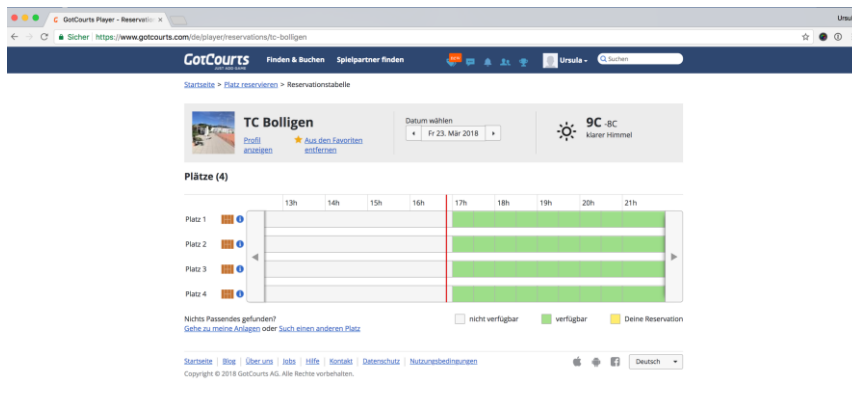 GotCourts Player - Reservation
Ursu
Sicher https://www.gotcourts.com/de/player/reservations/tc-bolligen
GotCourts Finden & Buchen Spielpartner finden Ursula Suchen
Startseite > Platz reservieren > Reservationstabelle
TC Bolligen
Profil anzeigen
Aus den Favoriten entfernen
Datum wählen
Fr 23. Mär 2018
9C -8C
klarer Himmel
Plätze (4)
13h 14h 15h 16h 17h 18h 19h 20h 21h
Platz 1
Platz 2
Platz 3
Platz 4
Nichts Passendes gefunden?
Gehe zu meine Anlagen oder Such einen anderen Platz
nicht verfügbar verfügbar Deine Reservation
Startseite | Blog | Über uns | Jobs | Hilfe | Kontakt | Datenschutz | Nutzungsbedingungen
Deutsch
Copyright © 2018 GotCourts AG. Alle Rechte vorbehalten.